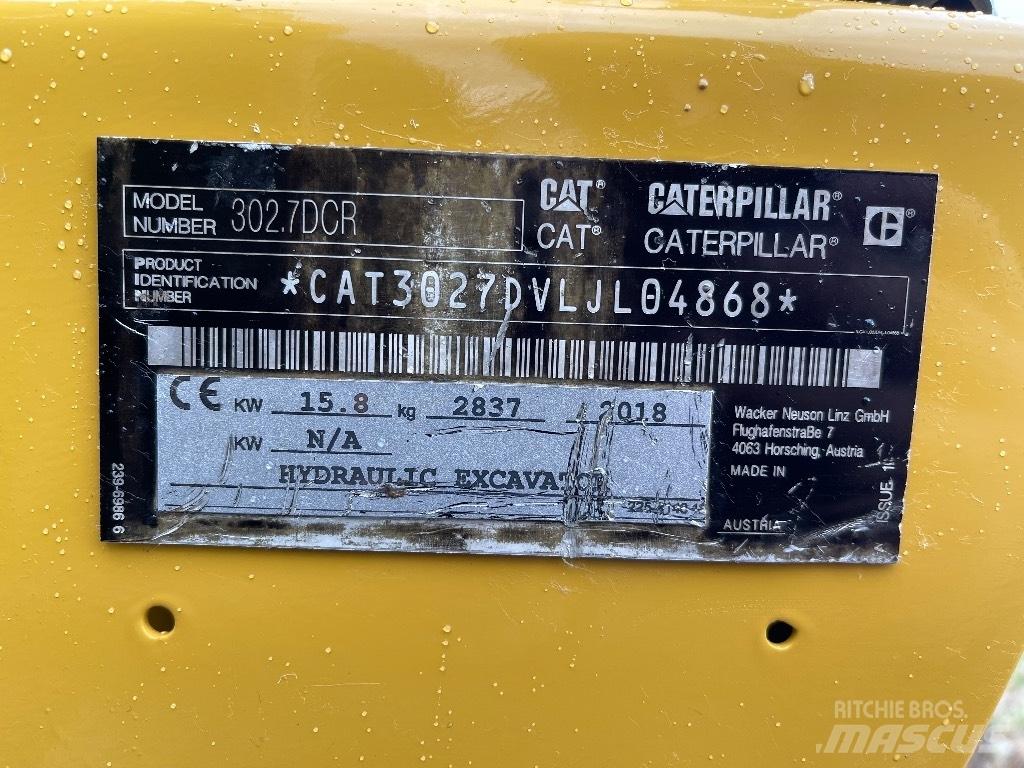 MODEL NUMBER 302.7DCR
CAT® CATERPILLAR®
CAT® CATERPILLAR®
PRODUCT IDENTIFICATION NUMBER *CAT3027DVLJL04868*
CE KW 15.8 kg 2837 2018
KW N/A
HYDRAULIC EXCAVATOR
Wacker Neuson Linz GmbH
Flughafenstraße 7
4063 Horsching, Austria
MADE IN
AUSTRIA
239-6986 6
ISSUE
RITCHIE BROS.
MASCUS